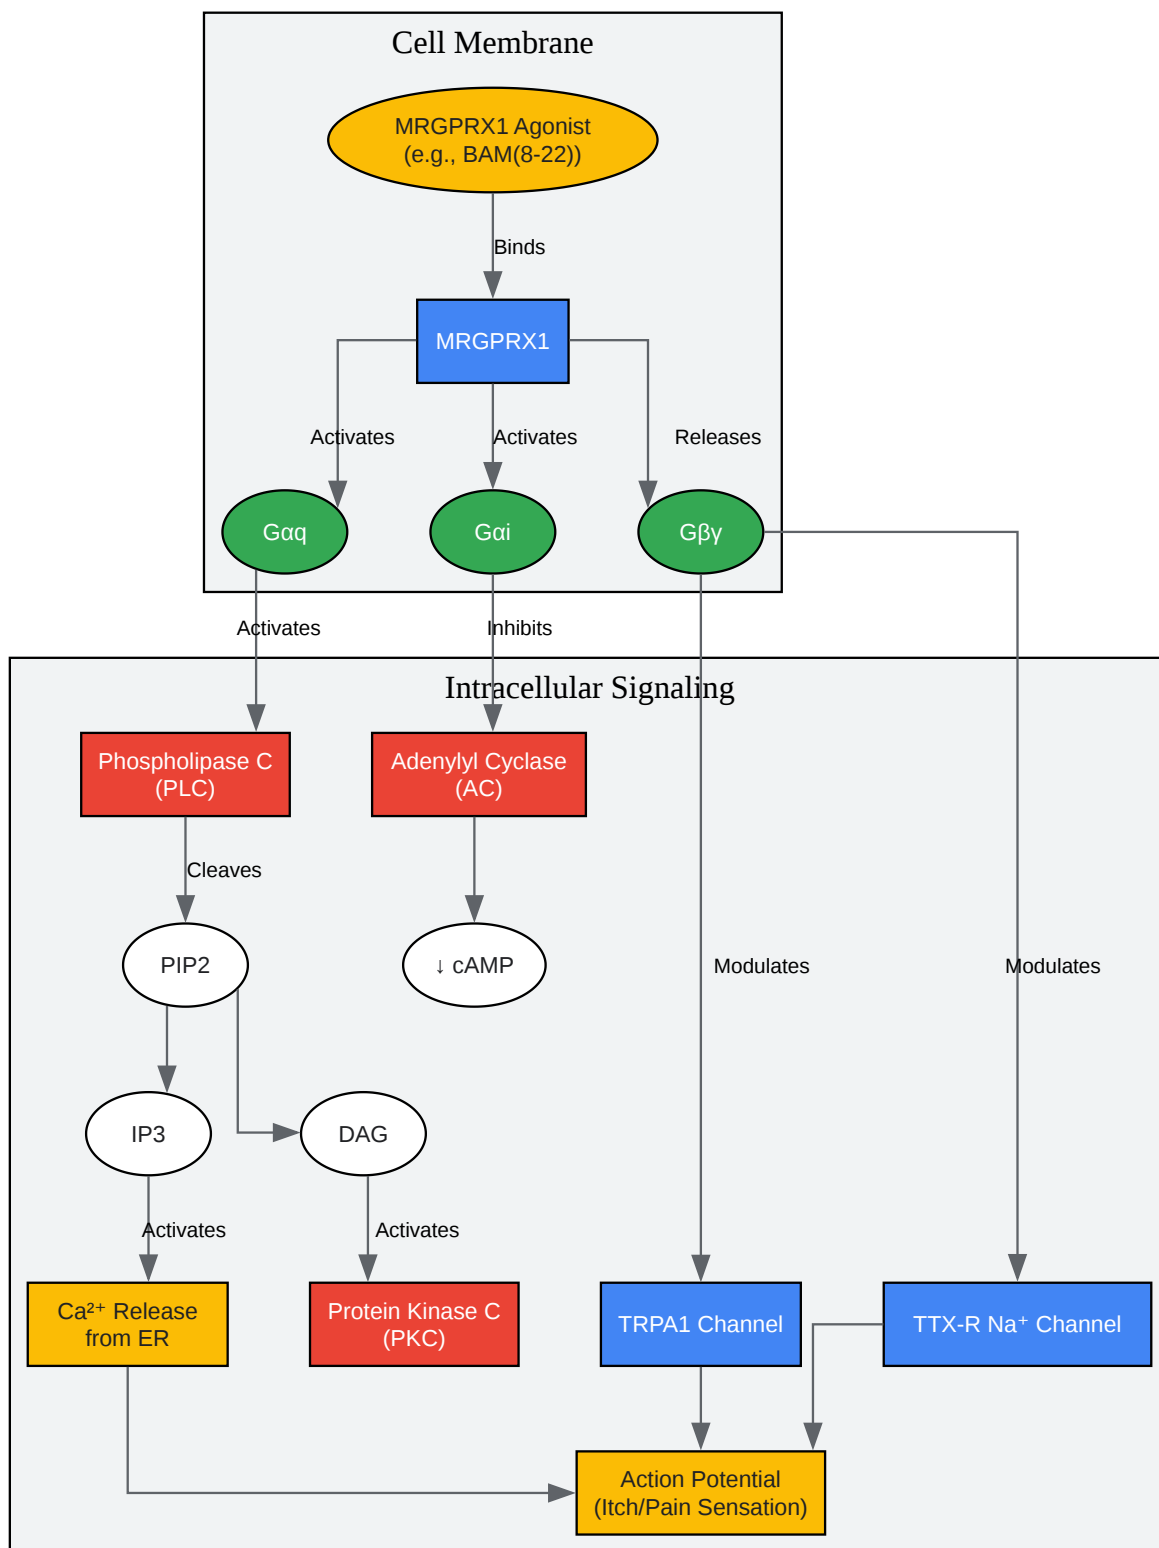 Cell Membrane
MRGPRX1 Agonist
(e.g., BAM(8-22))
Binds
MRGPRX1
Activates
Activates
Releases
Gαq
Gαi
Gβγ
Activates
Inhibits
Intracellular Signaling
Phospholipase C
(PLC)
Adenylyl Cyclase
(AC)
Cleaves
PIP2
↓ cAMP
Modulates
Modulates
IP3
DAG
Activates
Activates
Ca²⁺ Release
from ER
Protein Kinase C
(PKC)
TRPA1 Channel
TTX-R Na⁺ Channel
Action Potential
(Itch/Pain Sensation)